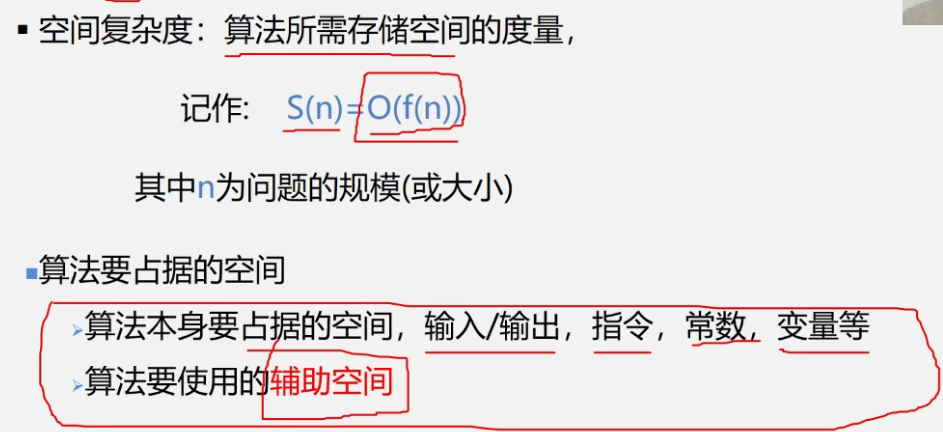 ▪ 空间复杂度：算法所需存储空间的度量，
记作: S(n)=O(f(n))
其中n为问题的规模(或大小)
■算法要占据的空间
➢算法本身要占据的空间，输入/输出，指令，常数，变量等
➢算法要使用的辅助空间